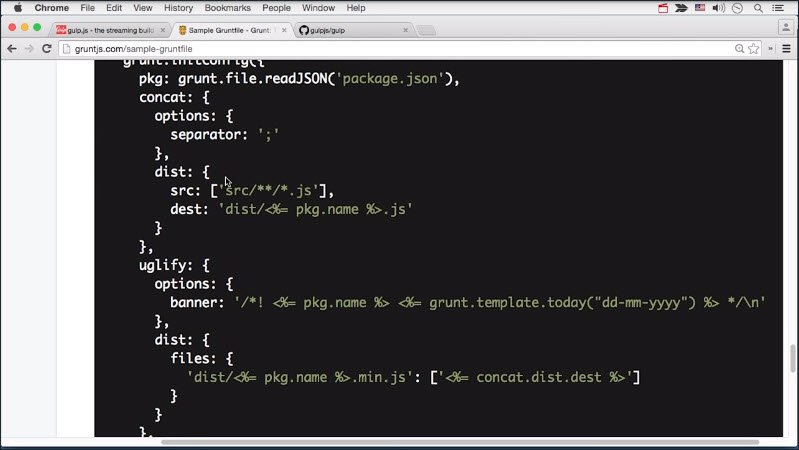 Chrome File Edit View History Bookmarks People Window Help
gulp.js - the streaming build Sample Gruntfile - Grunt: gulpjs/gulp
gruntjs.com/sample-gruntfile
grunt.initConfig({
pkg: grunt.file.readJSON('package.json'),
concat: {
options: {
separator: ';'
},
dist: {
src: ['src/**/*.js'],
dest: 'dist/<%= pkg.name %>.js'
}
},
uglify: {
options: {
banner: '/*! <%= pkg.name %> <%= grunt.template.today("dd-mm-yyyy") %> */\n'
},
dist: {
files: {
'dist/<%= pkg.name %>.min.js': ['<%= concat.dist.dest %>']
}
}
},